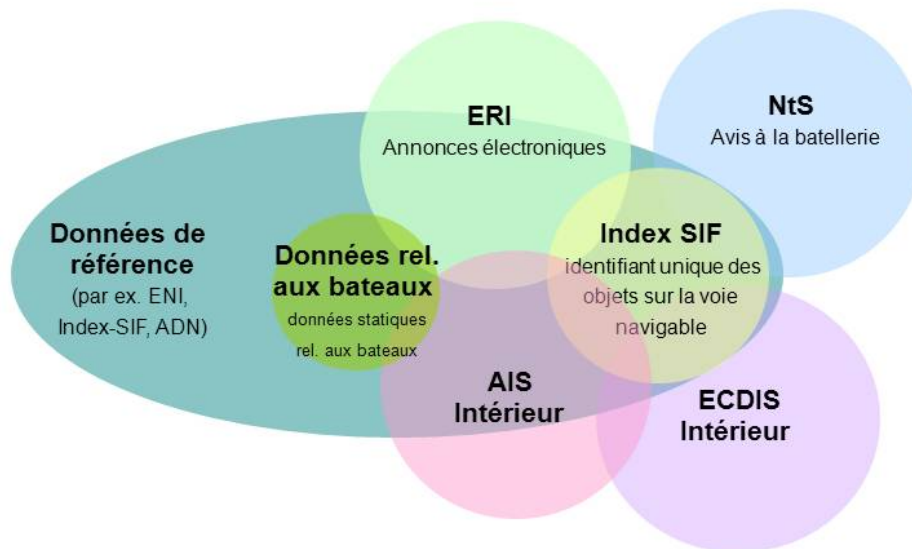 ERI
Annonces électroniques
NtS
Avis à la batellerie
Données de
référence
(par ex. ENI,
Index-SIF, ADN)
Données rel.
aux bateaux
données statiques
rel. aux bateaux
Index SIF
identifiant unique des
objets sur la voie
navigable
AIS
Intérieur
ECDIS
Intérieur